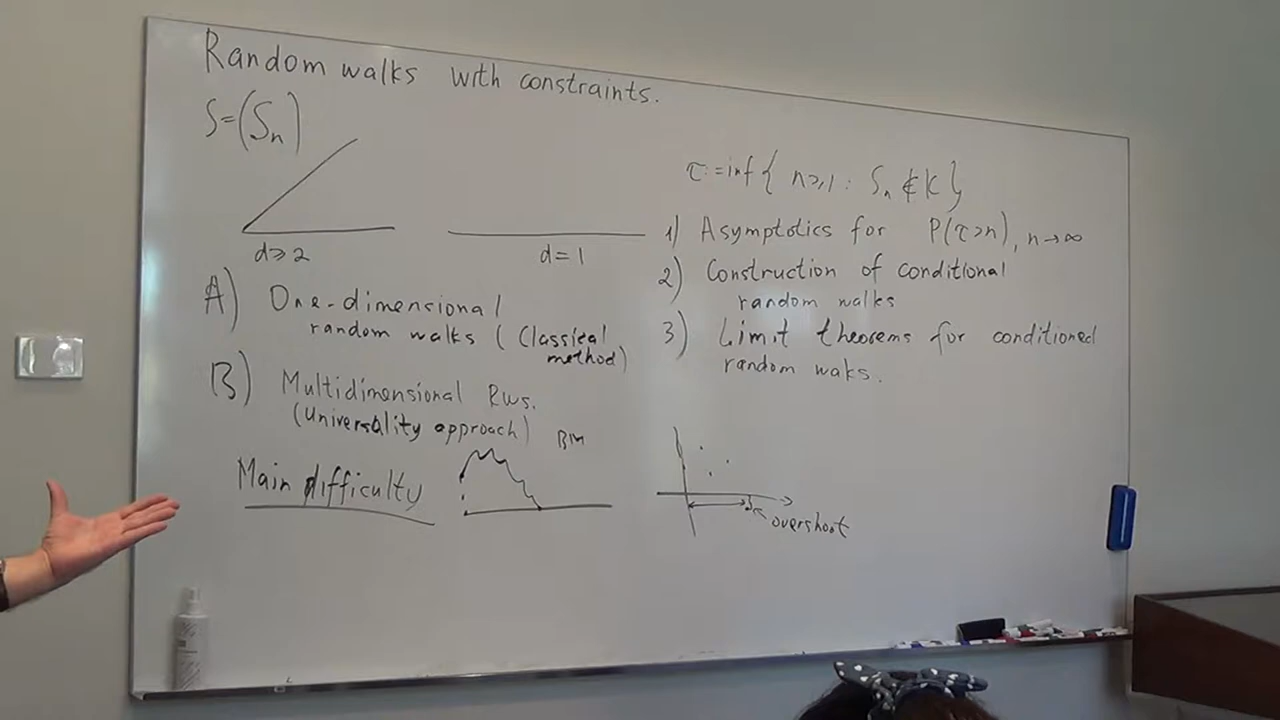 Random walks with constraints.
S=(Sₙ)
d≥2
d=1
A) One-dimensional
random walks (Classical
method)
B) Multidimensional RWs.
(Universality approach)
Main difficulty
BM
τ:=inf{ n≥1 : Sₙ ∉ K }
1) Asymptotics for P(τ>n), n→∞
2) Construction of conditional
random walks
3) Limit theorems for conditioned
random waks.
overshoot